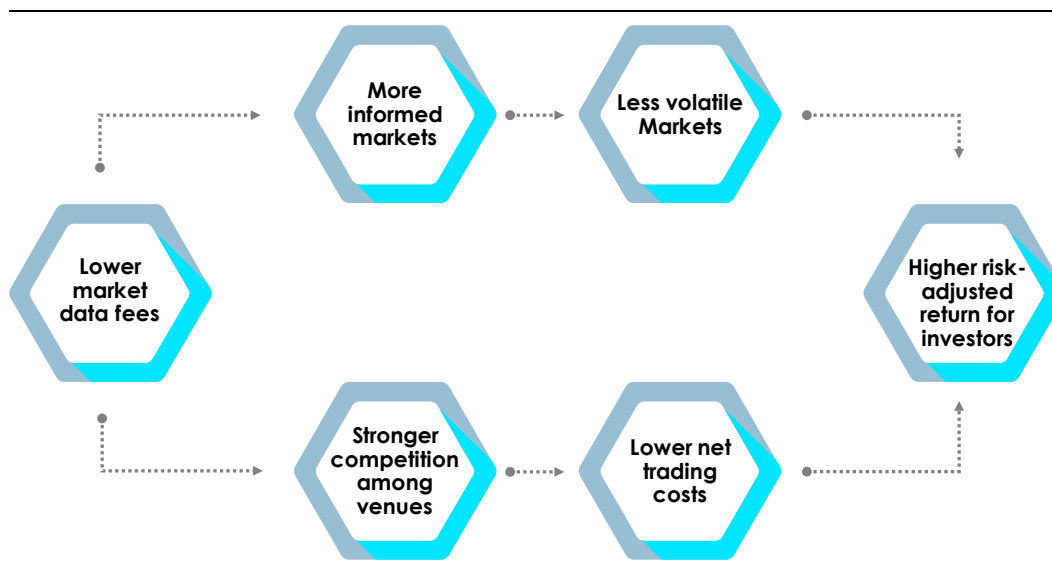 More
informed
markets
Less volatile
Markets
Lower
market
data fees
Higher risk-
adjusted
return for
investors
Stronger
competition
among
venues
Lower net
trading
costs